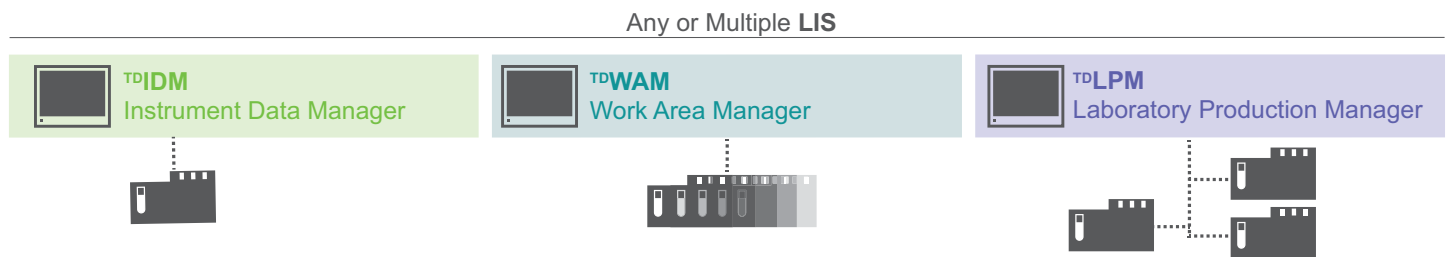 Any or Multiple LIS
TDIDM
Instrument Data Manager
TDWAM
Work Area Manager
TDLPM
Laboratory Production Manager